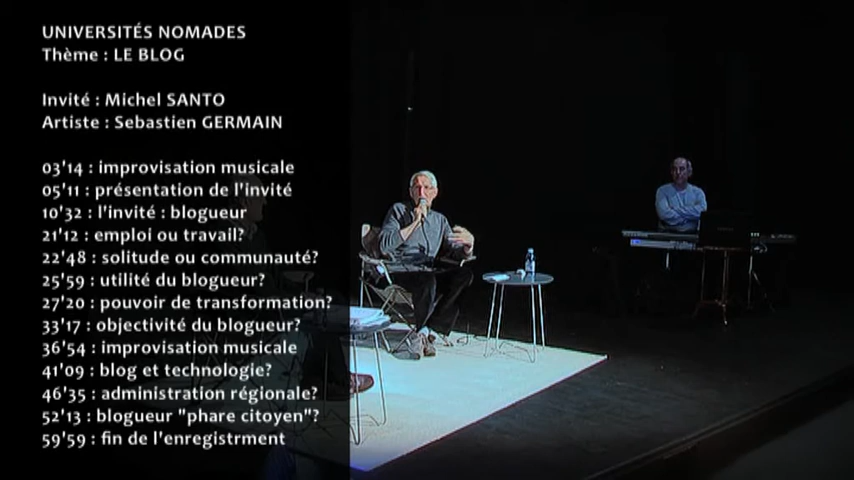 UNIVERSITÉS NOMADES
Thème : LE BLOG
Invité : Michel SANTO
Artiste : Sebastien GERMAIN
03'14 : improvisation musicale
05'11 : présentation de l'invité
10'32 : l'invité : blogueur
21'12 : emploi ou travail?
22'48 : solitude ou communauté?
25'59 : utilité du blogueur?
27'20 : pouvoir de transformation?
33'17 : objectivité du blogueur?
36'54 : improvisation musicale
41'09 : blog et technologie?
46'35 : administration régionale?
52'13 : blogueur "phare citoyen"?
59'59 : fin de l'enregistrment